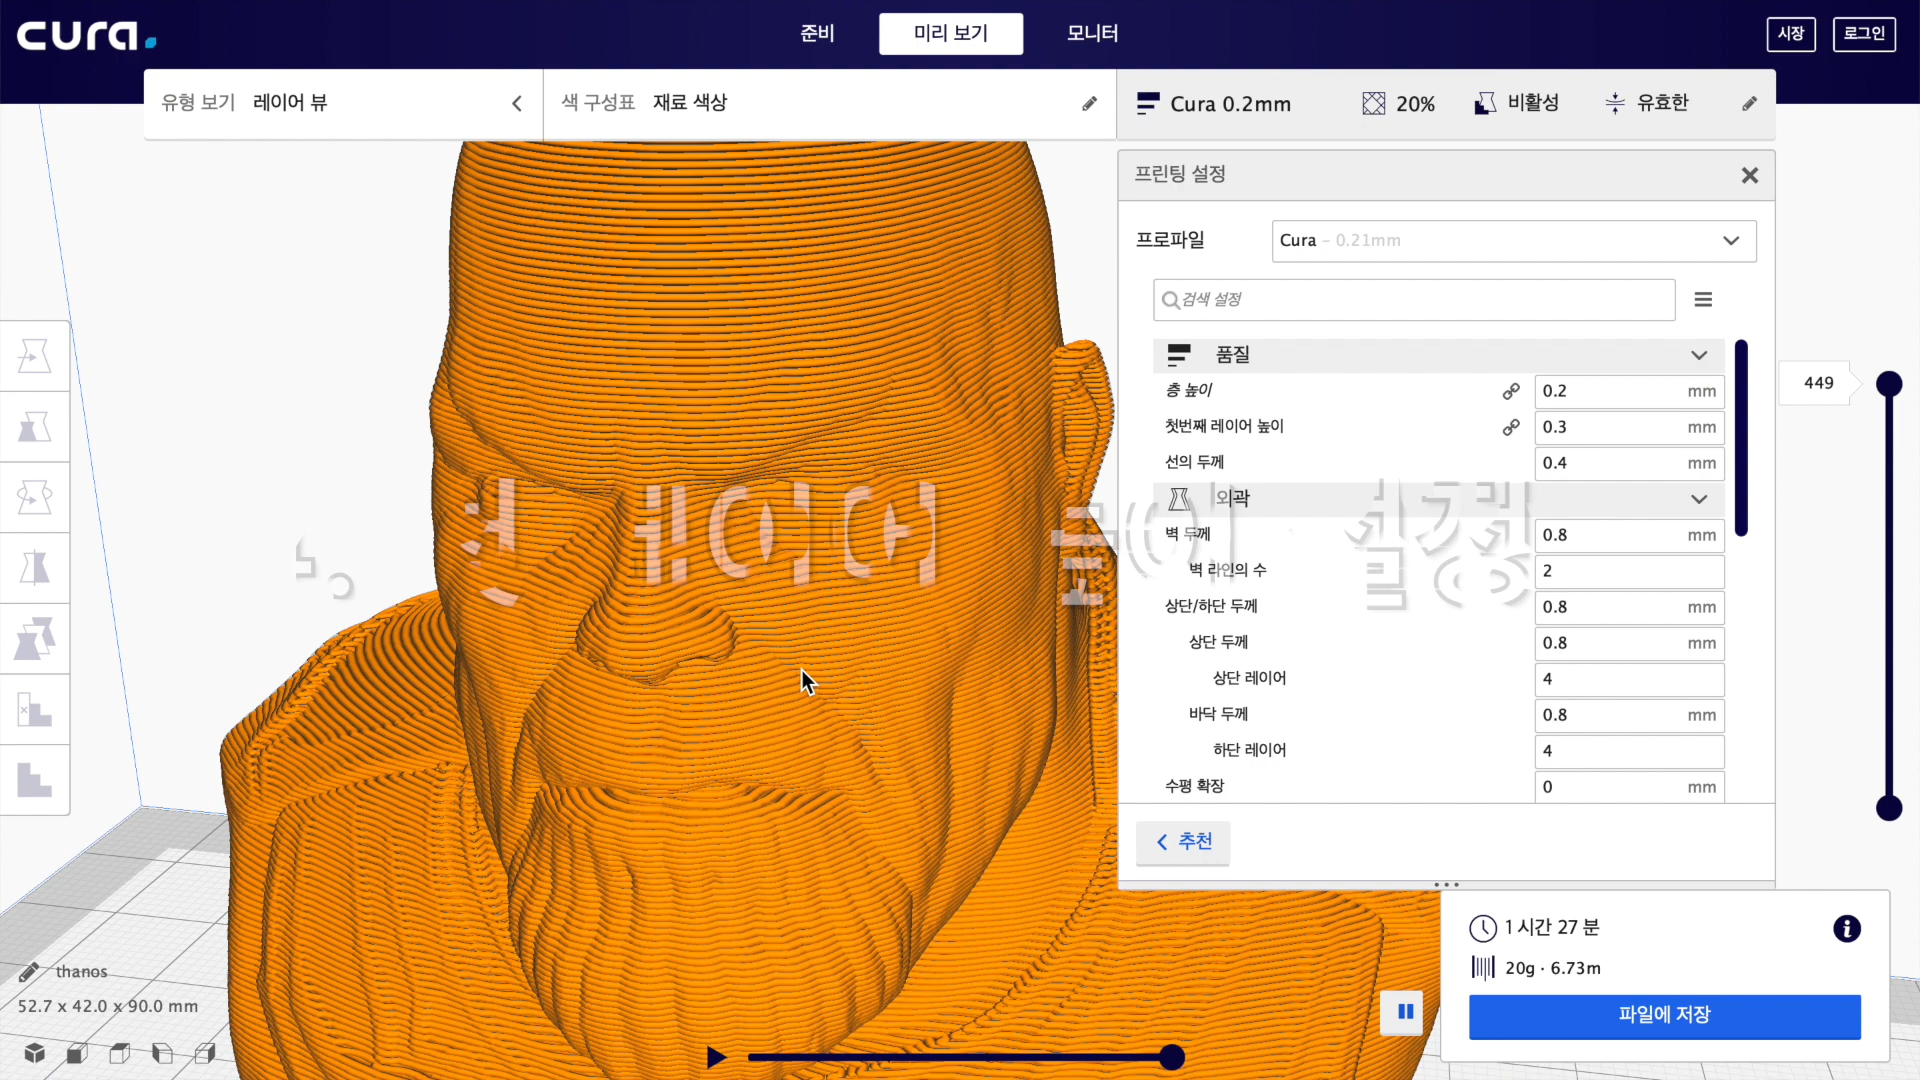 cura.
준비 미리 보기 모니터 시장 로그인
유형 보기 레이어 뷰 색 구성표 재료 색상 Cura 0.2mm 20% 비활성 유효한
프린팅 설정
프로파일 Cura - 0.21mm
검색 설정
품질
층 높이 0.2 mm
첫번째 레이어 높이 0.3 mm
선의 두께 0.4 mm
외곽
벽 두께 0.8 mm
벽 라인의 수 2
상단/하단 두께 0.8 mm
상단 두께 0.8 mm
상단 레이어 4
바닥 두께 0.8 mm
하단 레이어 4
수평 확장 0 mm
추천
449
1 시간 27 분
20g · 6.73m
파일에 저장
thanos
52.7 x 42.0 x 90.0 mm